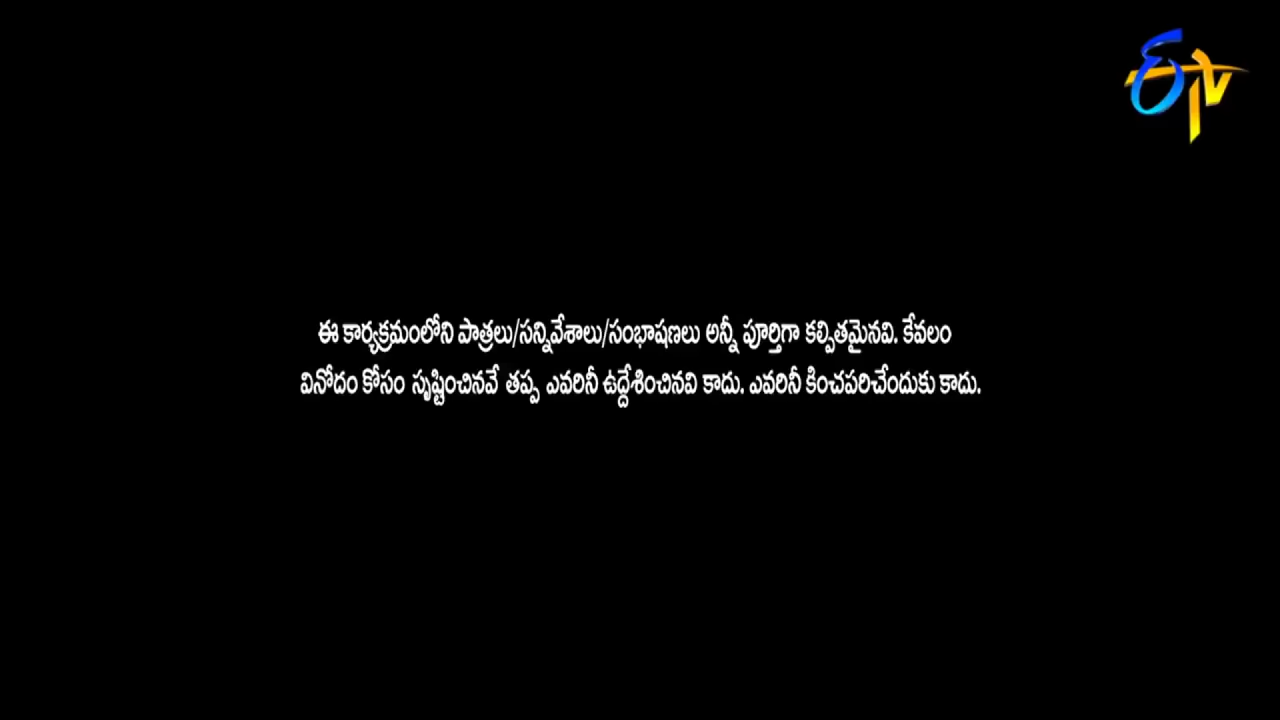 ETV
ఈ కార్యక్రమంలోని పాత్రలు/సన్నివేశాలు/సంభాషణలు అన్నీ పూర్తిగా కల్పితమైనవి. కేవలం
వినోదం కోసం సృష్టించినవే తప్ప ఎవరినీ ఉద్దేశించినవి కాదు. ఎవరినీ కించపరిచేందుకు కాదు.